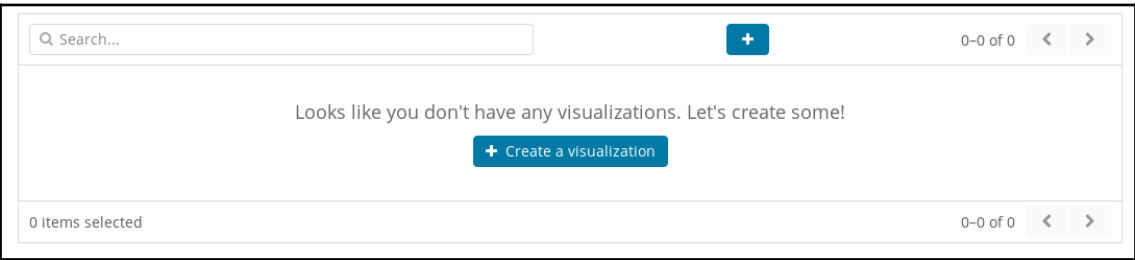 Search...
+
0–0 of 0
Looks like you don't have any visualizations. Let's create some!
+ Create a visualization
0 items selected
0–0 of 0